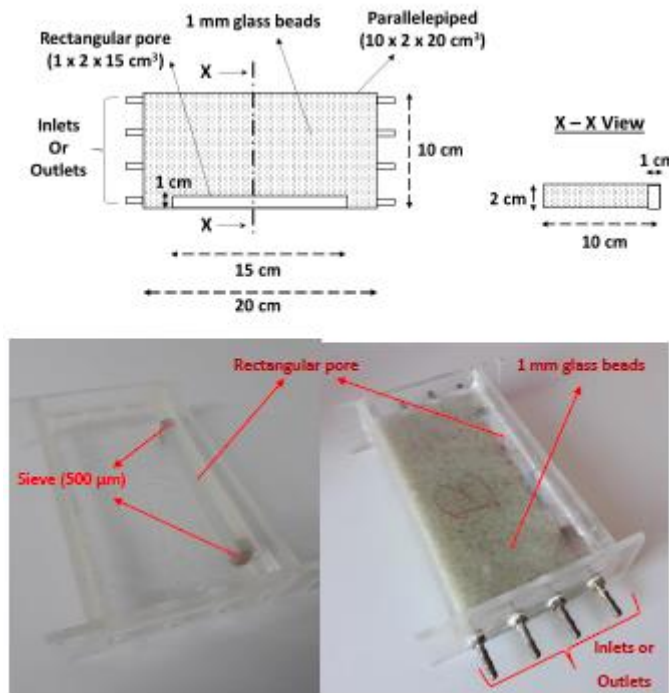 1 mm glass beads
Rectangular pore
(1 x 2 x 15 cm³)
Parallelepiped
(10 x 2 x 20 cm³)
X
Inlets
Or
Outlets
1 cm
X
10 cm
15 cm
20 cm
X – X View
1 cm
2 cm
10 cm
Rectangular pore
Sieve (500 µm)
1 mm glass beads
Inlets or
Outlets